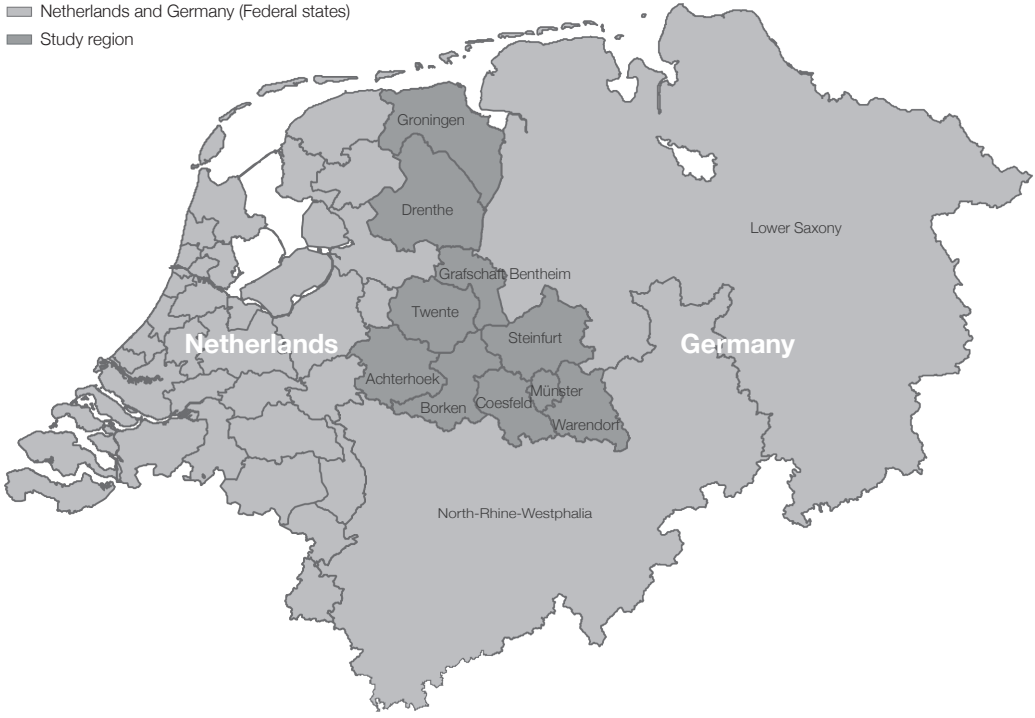 Netherlands and Germany (Federal states)
Study region
Groningen
Drenthe
Lower Saxony
Grafschaft Bentheim
Twente
Steinfurt
Netherlands
Germany
Achterhoek
Münster
Coesfeld
Borken
Warendorf
North-Rhine-Westphalia